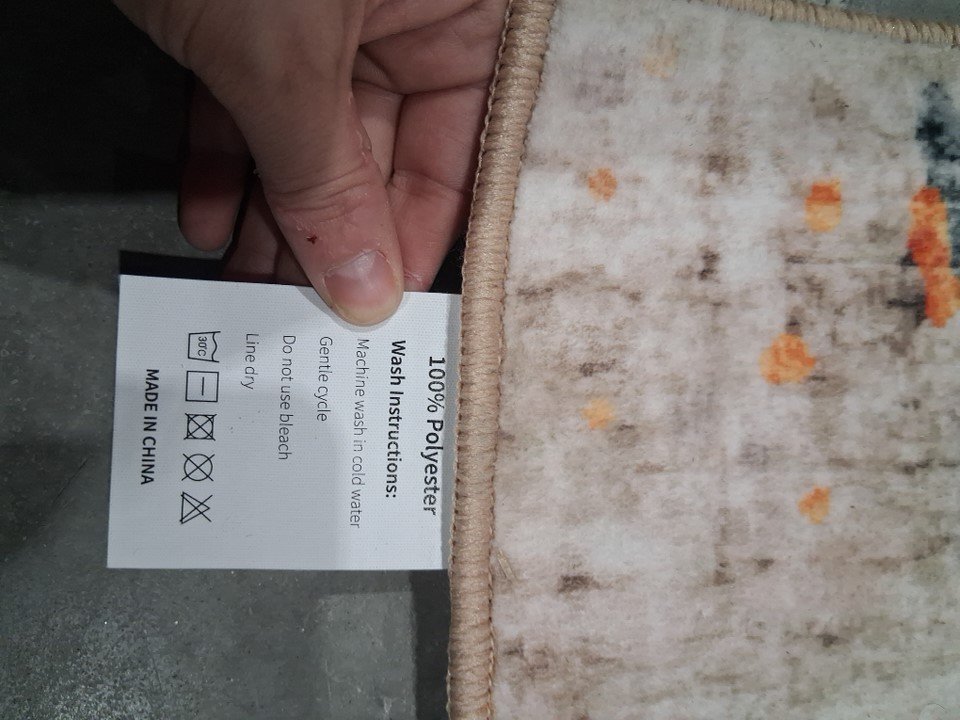 100% Polyester
Wash Instructions:
Machine wash in cold water
Gentle cycle
Do not use bleach
Line dry
30°C
MADE IN CHINA